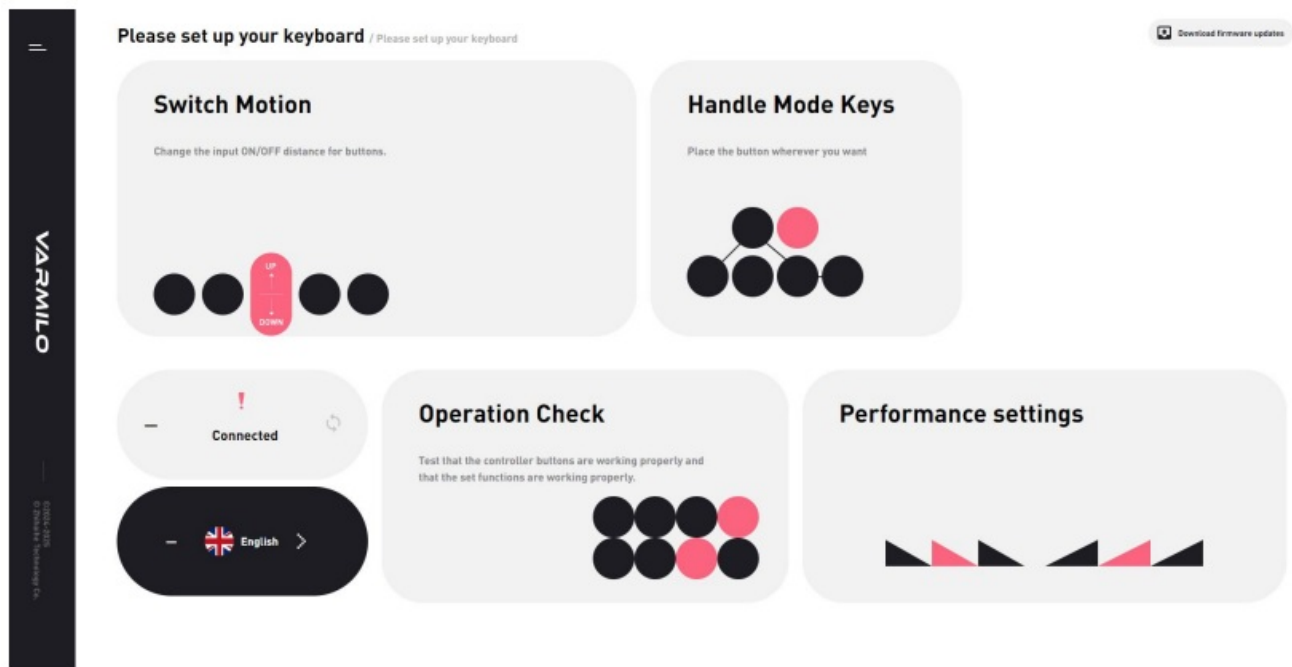 Please set up your keyboard / Please set up your keyboard
Download firmware updates
Switch Motion
Change the input ON/OFF distance for buttons.
UP
DOWN
Handle Mode Keys
Place the button wherever you want
VARMILO
Connected
English
Operation Check
Test that the controller buttons are working properly and
that the set functions are working properly.
Performance settings
©2024-2025